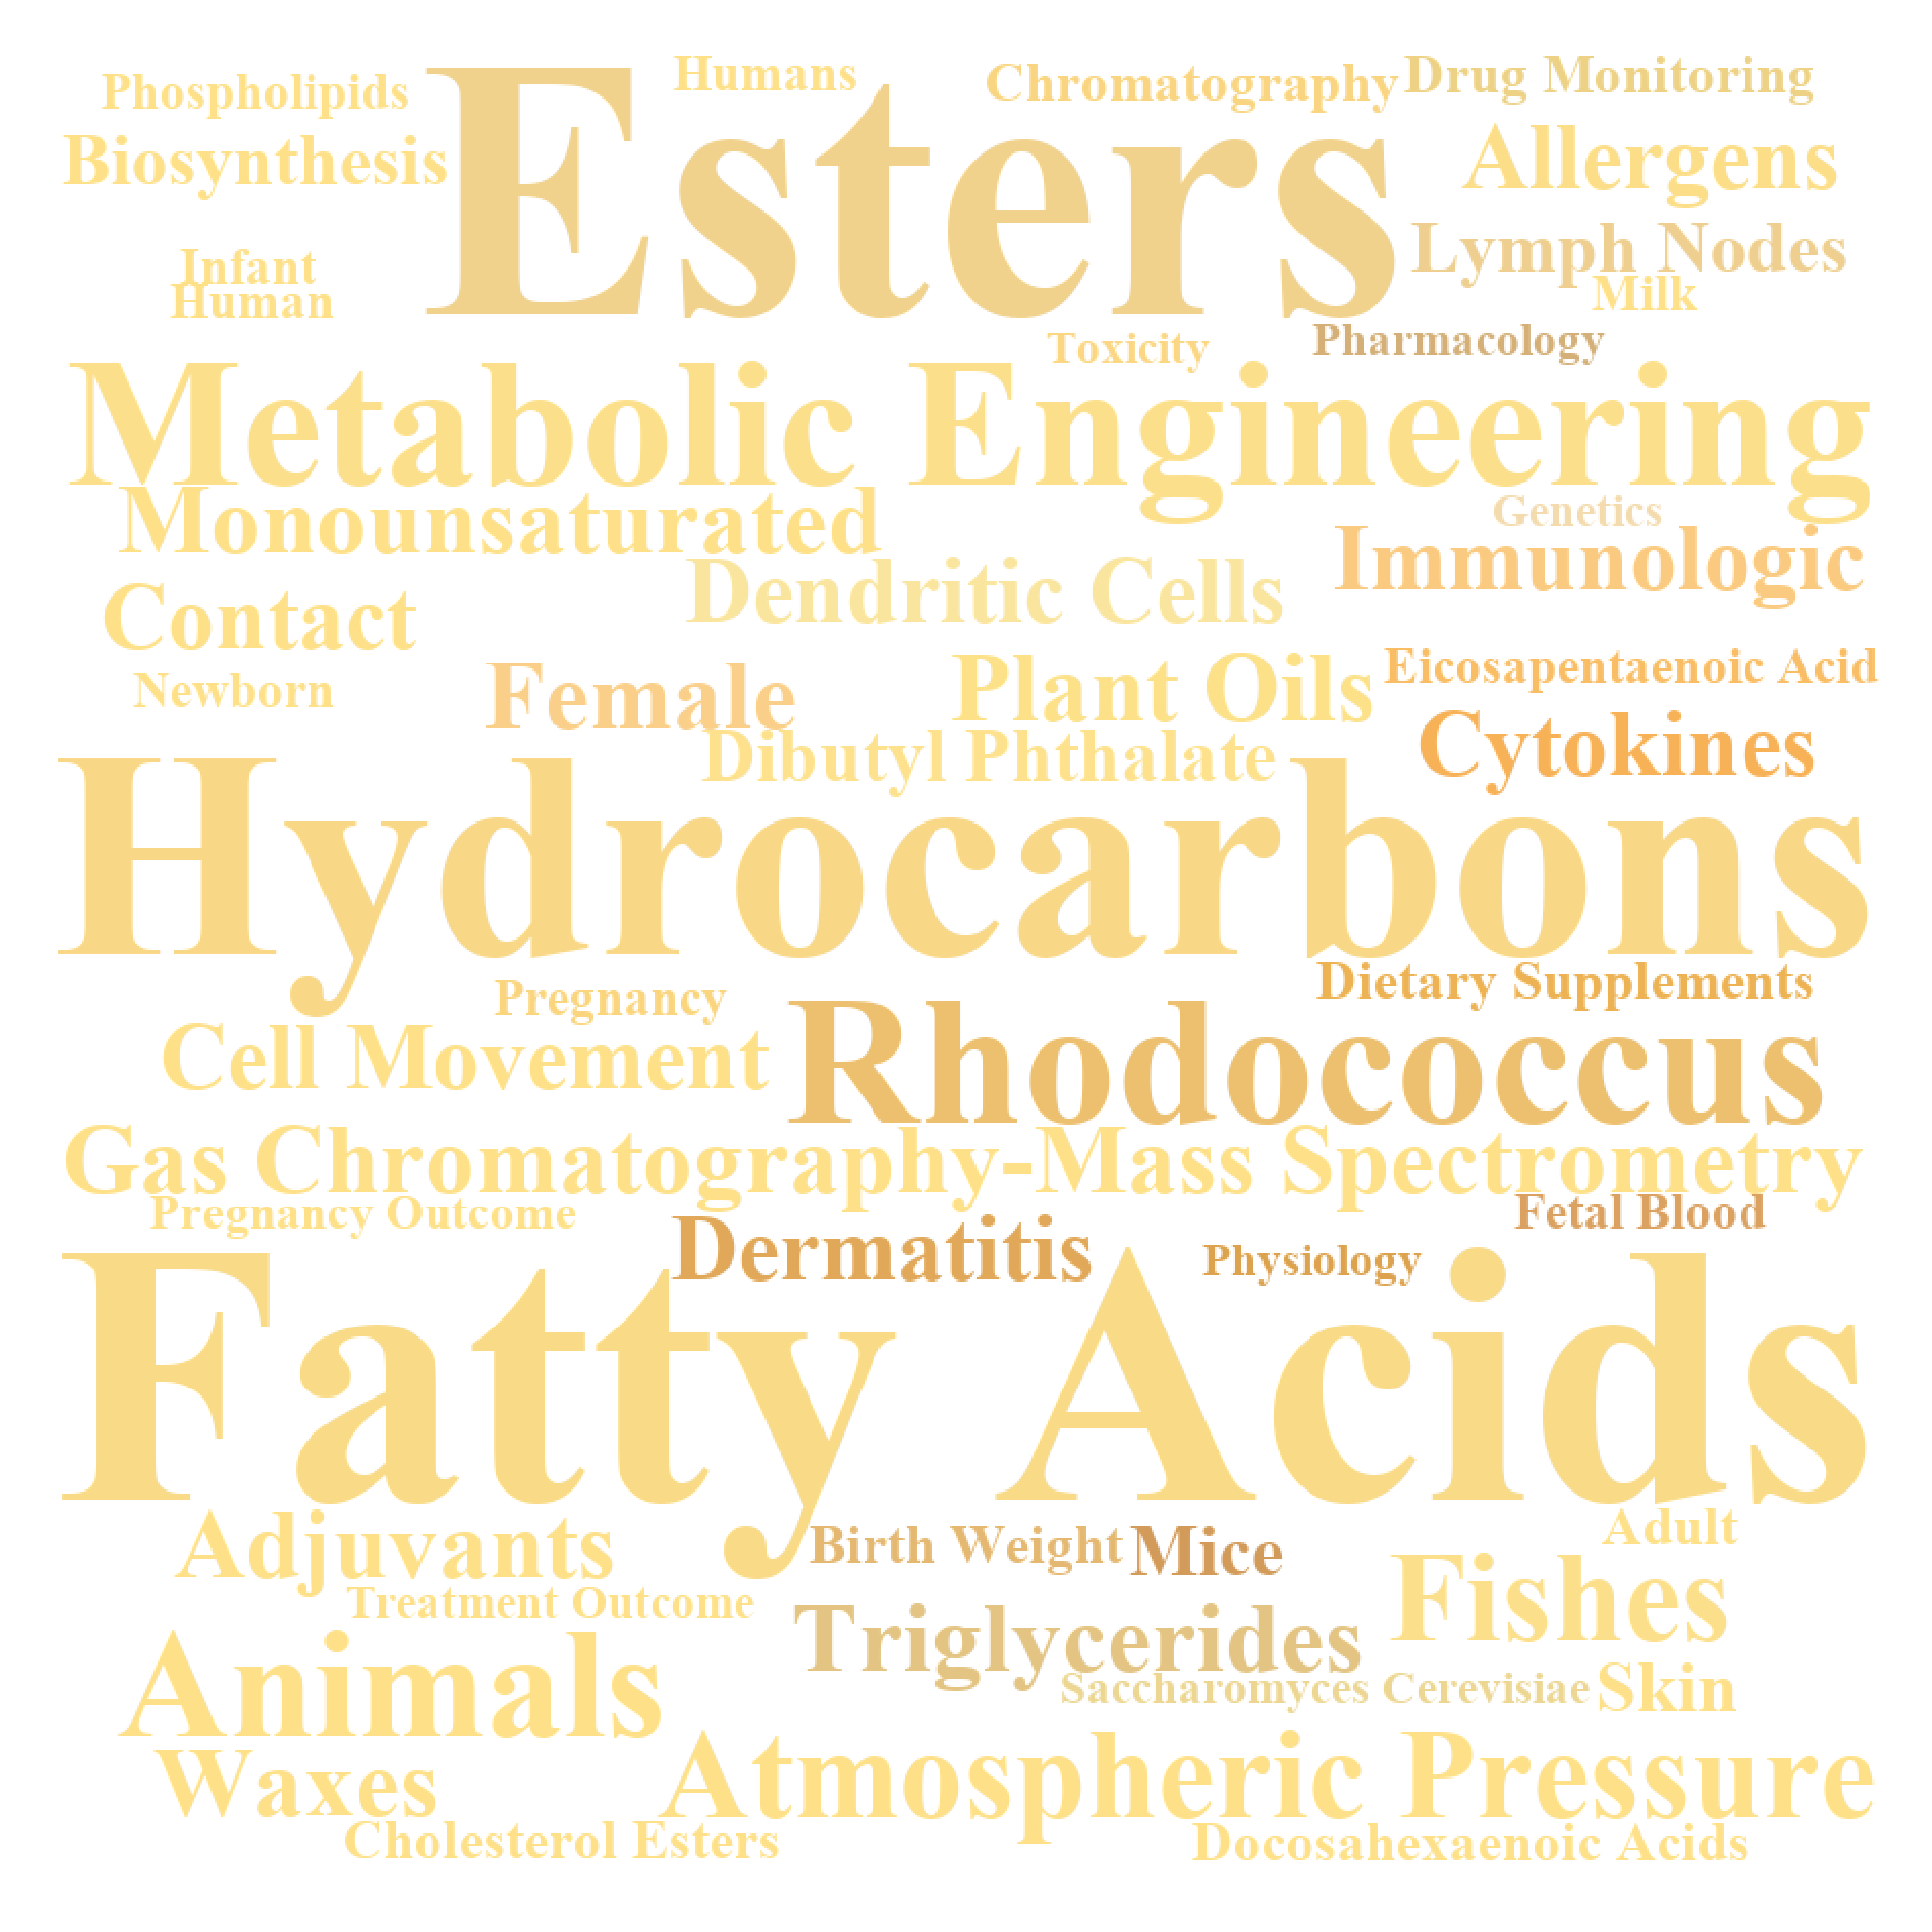 Humans
Phospholipids
Esters
Chromatography
Drug Monitoring
Biosynthesis
Allergens
Lymph Nodes
Infant
Human
Milk
Toxicity
Pharmacology
Metabolic Engineering
Monounsaturated
Genetics
Immunologic
Dendritic Cells
Contact
Newborn
Female
Plant Oils
Eicosapentaenoic Acid
Dibutyl Phthalate
Cytokines
Hydrocarbons
Pregnancy
Dietary Supplements
Cell Movement
Rhodococcus
Gas Chromatography-Mass Spectrometry
Pregnancy Outcome
Fetal Blood
Dermatitis
Physiology
Fatty Acids
Adjuvants
Birth Weight
Mice
Adult
Treatment Outcome
Fishes
Animals
Triglycerides
Saccharomyces Cerevisiae
Skin
Waxes
Atmospheric Pressure
Cholesterol Esters
Docosahexaenoic Acids